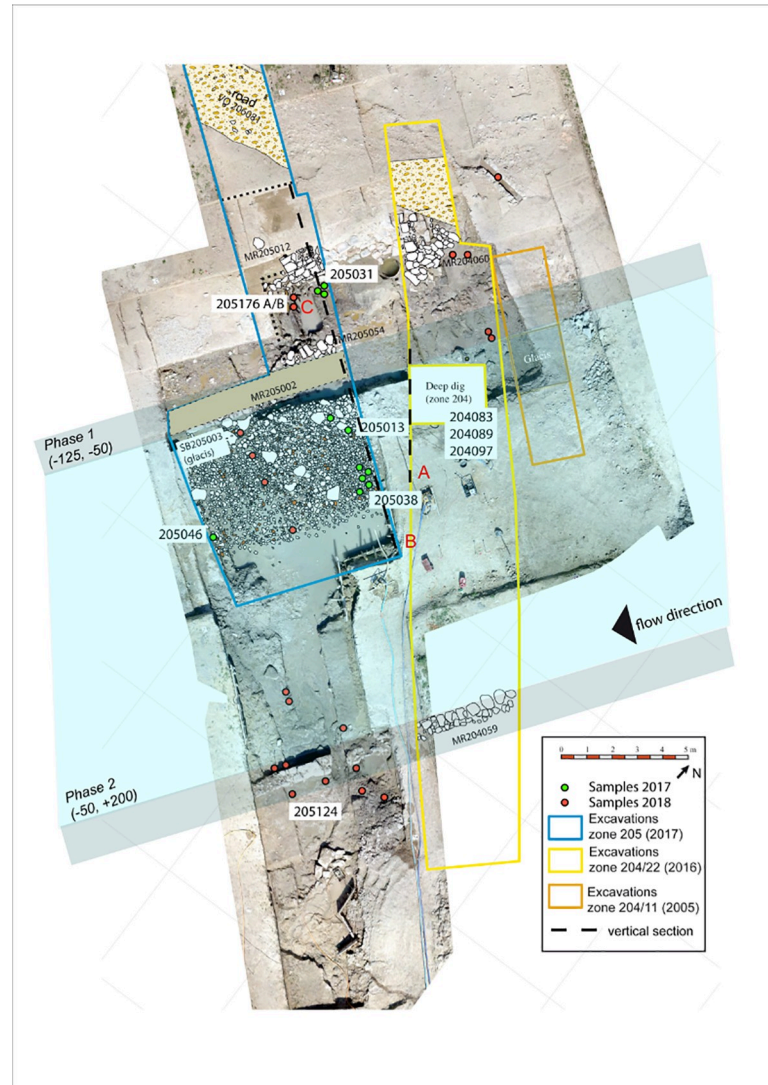 road
VO 206081
MR205012
205031
MR204060
205176 A/B
C
MR205054
Glacis
MR205002
Deep dig
(zone 204)
204083
204089
204097
Phase 1
(-125, -50)
SB205003
(glacis)
205013
A
205038
205046
B
flow direction
MR204059
Phase 2
(-50, +200)
205124
0 1 2 3 4 5 m
N
Samples 2017
Samples 2018
Excavations
zone 205 (2017)
Excavations
zone 204/22 (2016)
Excavations
zone 204/11 (2005)
vertical section